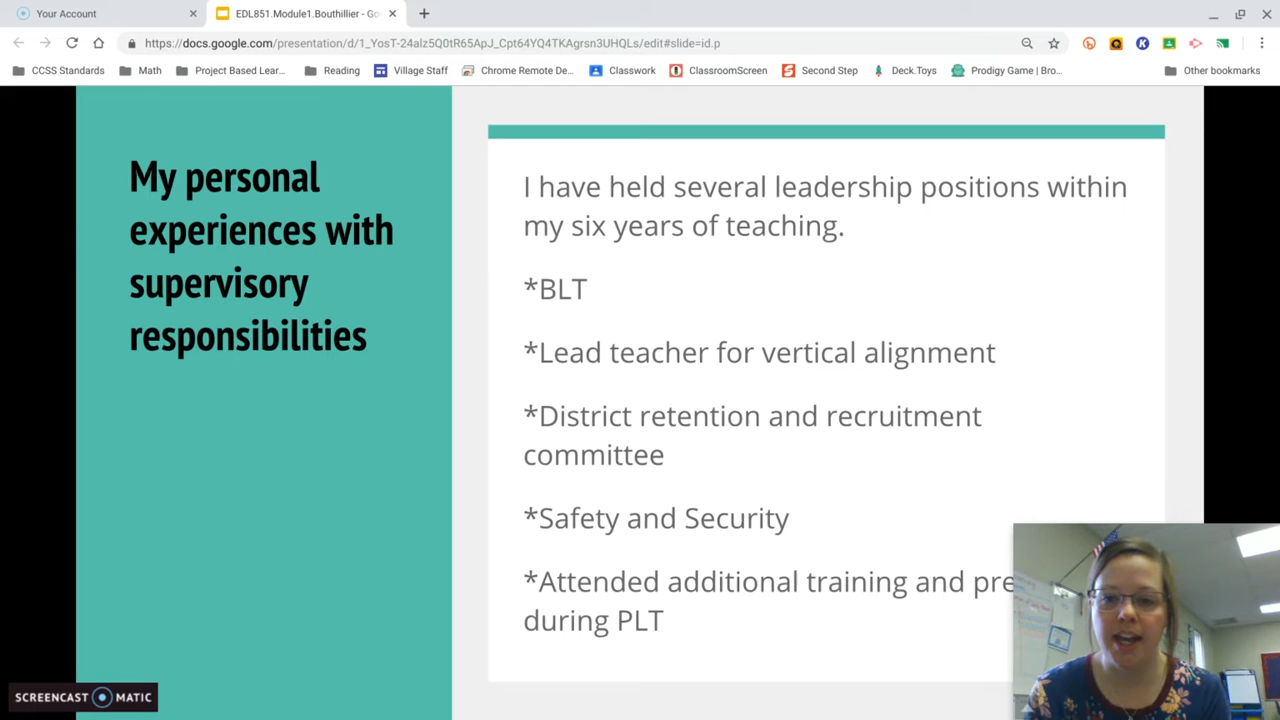 Your Account
EDL851.Module1.Bouthillier - Go
https://docs.google.com/presentation/d/1_YosT-24alz5Q0tR65ApJ_Cpt64YQ4TKAgrsn3UHQLs/edit#slide=id.p
CCSS Standards
Math
Project Based Lear...
Reading
Village Staff
Chrome Remote De...
Classwork
ClassroomScreen
Second Step
Deck.Toys
Prodigy Game | Bro...
Other bookmarks
My personal
experiences with
supervisory
responsibilities
I have held several leadership positions within
my six years of teaching.
*BLT
*Lead teacher for vertical alignment
*District retention and recruitment
committee
*Safety and Security
*Attended additional training and pre
during PLT
SCREENCAST MATIC